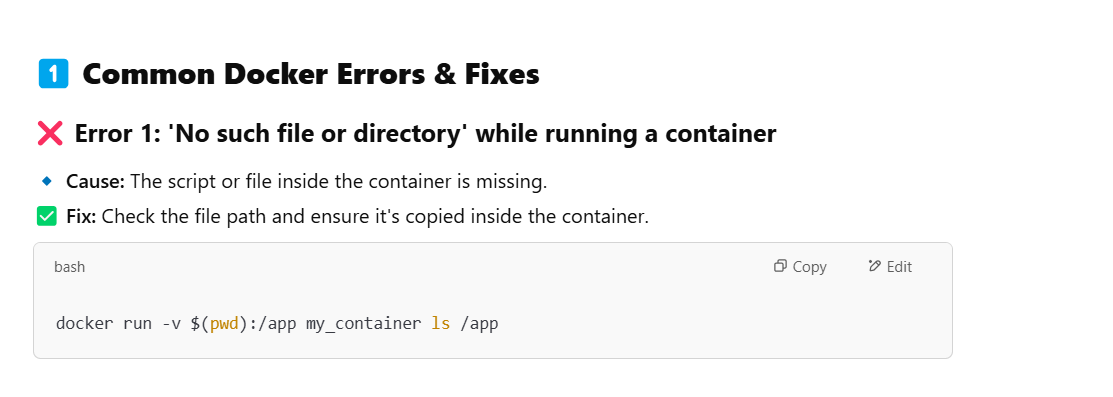 1️⃣ Common Docker Errors & Fixes
❌ Error 1: 'No such file or directory' while running a container
🔹 Cause: The script or file inside the container is missing.
✅ Fix: Check the file path and ensure it's copied inside the container.
bash Copy Edit
docker run -v $(pwd):/app my_container ls /app